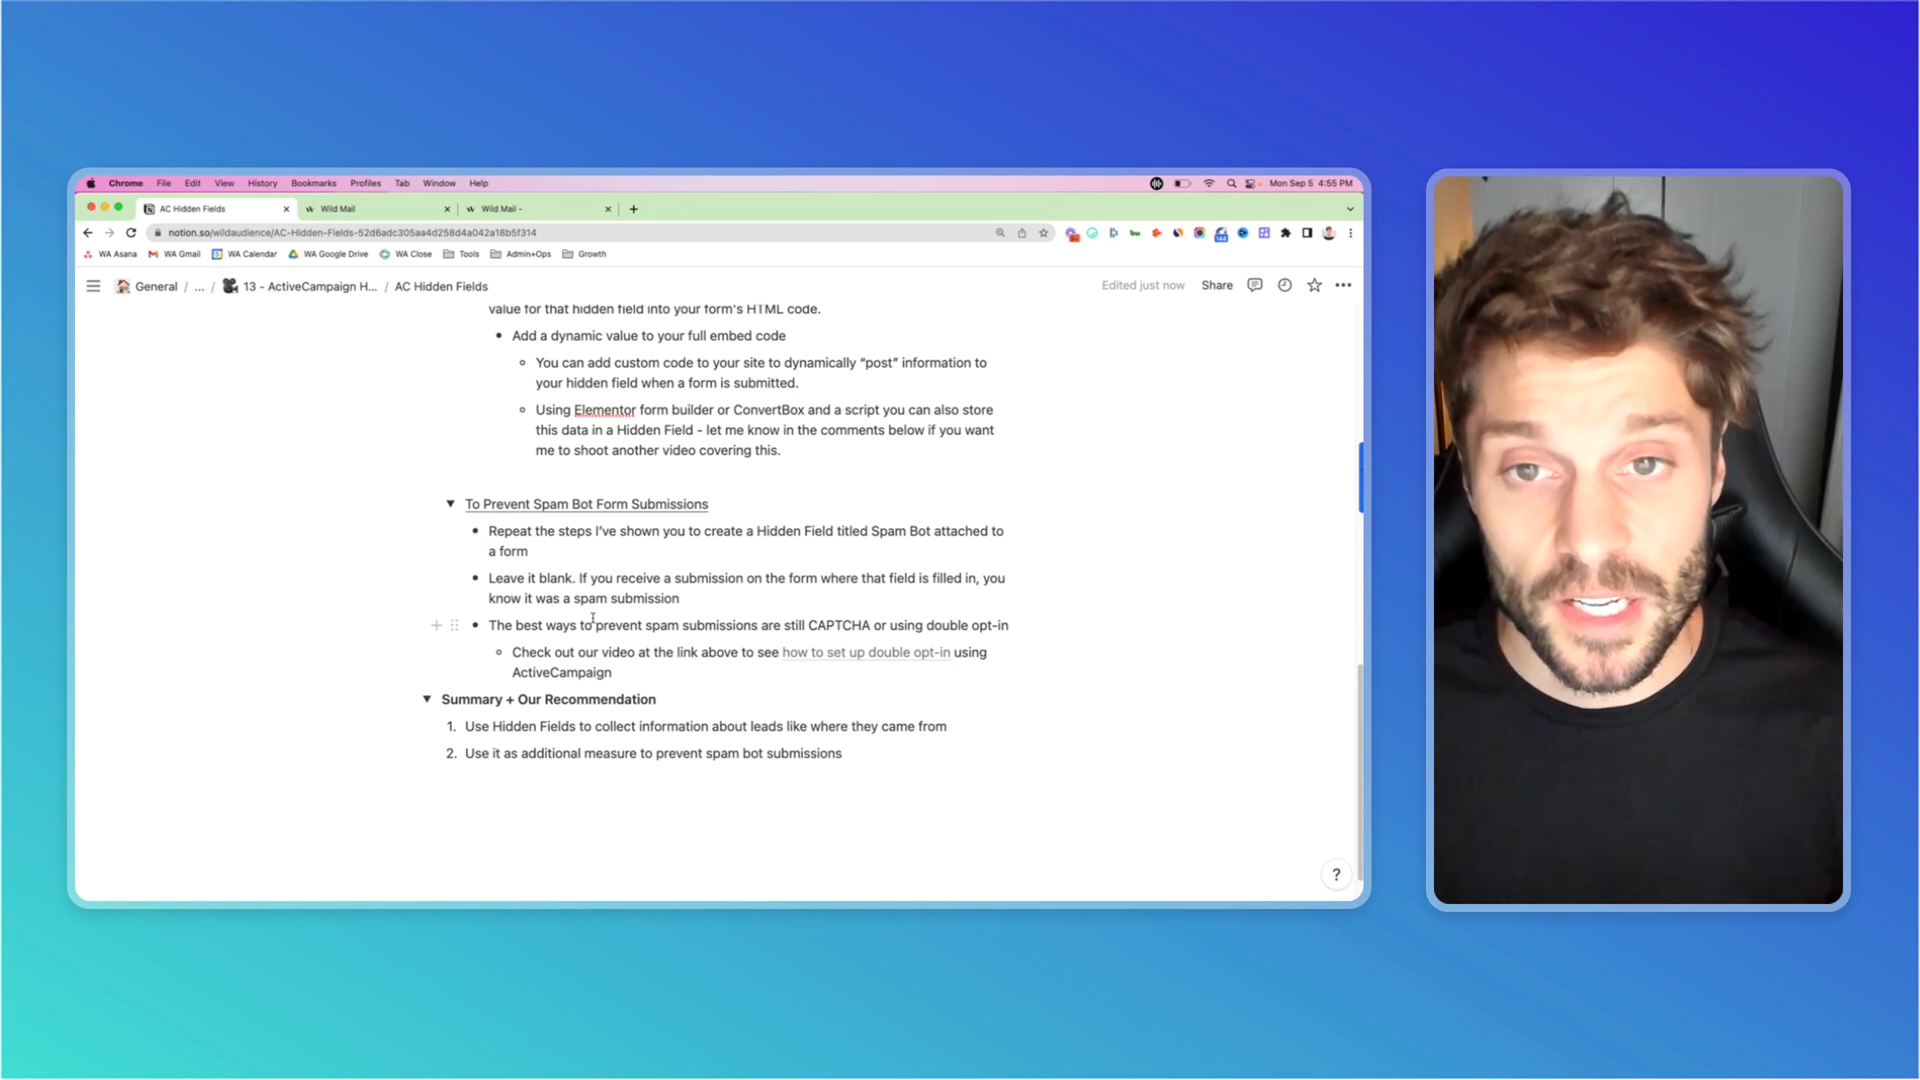 Chrome File Edit View History Bookmarks Profiles Tab Window Help Mon Sep 5 4:55 PM
AC Hidden Fields Wild Mail Wild Mail -
notion.so/wildaudience/AC-Hidden-Fields-52d6adc305aa4d258d4a042a18b5f314
WA Asana WA Gmail WA Calendar WA Google Drive WA Close Tools Admin+Ops Growth
General / ... / 13 - ActiveCampaign H... / AC Hidden Fields Edited just now Share
value for that hidden field into your form's HTML code.
• Add a dynamic value to your full embed code
You can add custom code to your site to dynamically “post” information to
your hidden field when a form is submitted.
Using Elementor form builder or ConvertBox and a script you can also store
this data in a Hidden Field - let me know in the comments below if you want
me to shoot another video covering this.
To Prevent Spam Bot Form Submissions
• Repeat the steps I've shown you to create a Hidden Field titled Spam Bot attached to
a form
• Leave it blank. If you receive a submission on the form where that field is filled in, you
know it was a spam submission
• The best ways to prevent spam submissions are still CAPTCHA or using double opt-in
Check out our video at the link above to see how to set up double opt-in using
ActiveCampaign
Summary + Our Recommendation
1. Use Hidden Fields to collect information about leads like where they came from
2. Use it as additional measure to prevent spam bot submissions
?